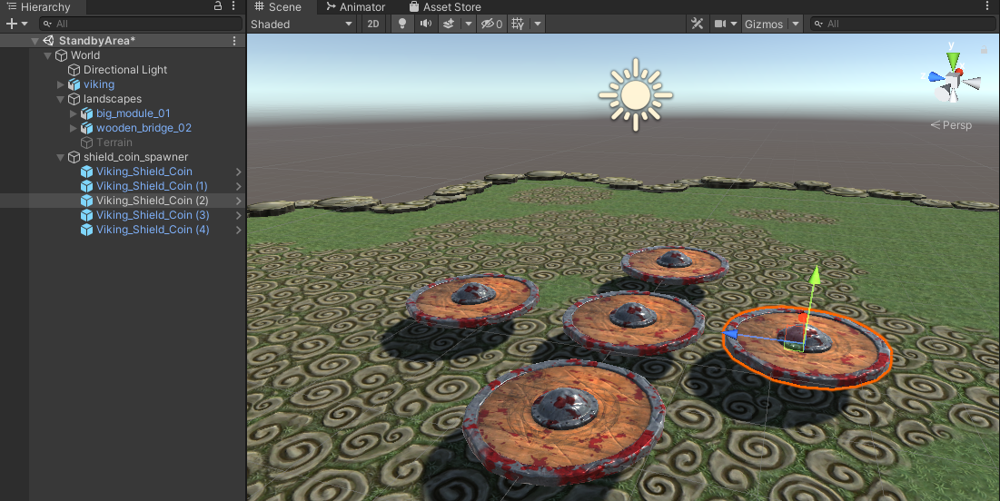 Hierarchy
All
StandbyArea*
World
Directional Light
viking
landscapes
big_module_01
wooden_bridge_02
Terrain
shield_coin_spawner
Viking_Shield_Coin
Viking_Shield_Coin (1)
Viking_Shield_Coin (2)
Viking_Shield_Coin (3)
Viking_Shield_Coin (4)
Scene Animator Asset Store
Shaded 2D 0 Gizmos All
y
z
Persp